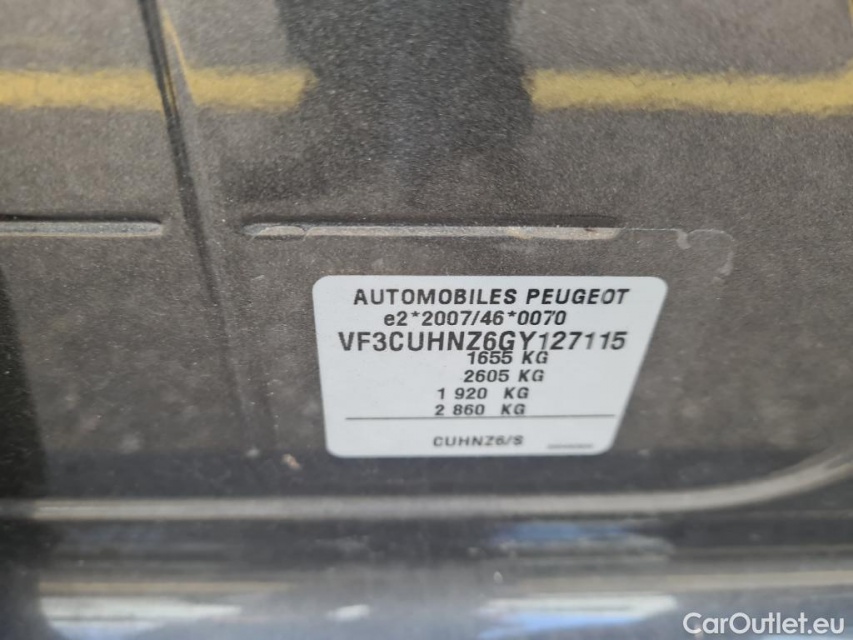 AUTOMOBILES PEUGEOT
e2*2007/46*0070
VF3CUHNZ6GY127115
1655 KG
2605 KG
1 920 KG
2 860 KG
CUHNZ6/S
CarOutlet.eu